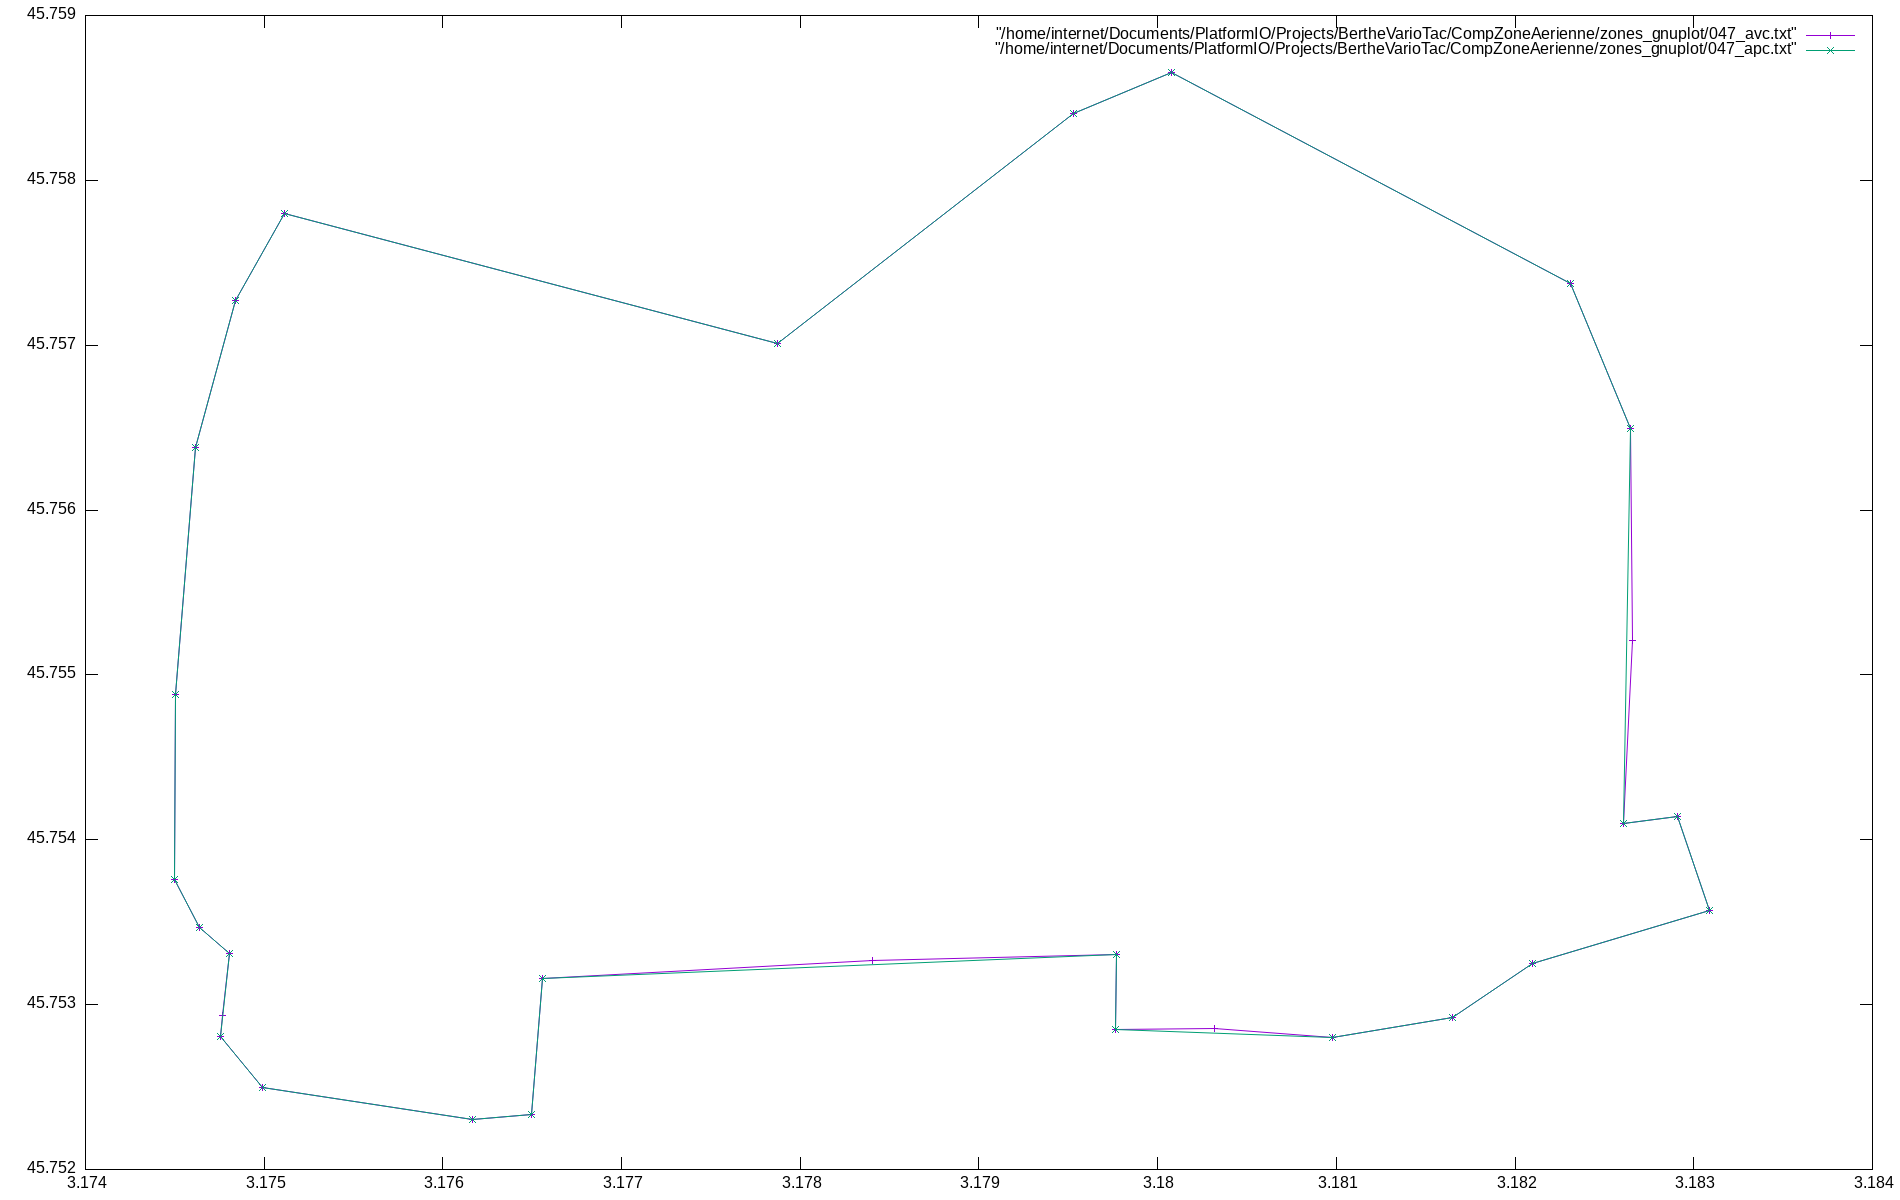 45.759
"/home/internet/Documents/PlatformIO/Projects/BertheVarioTac/CompZoneAerienne/zones_gnuplot/047_avc.txt"
"/home/internet/Documents/PlatformIO/Projects/BertheVarioTac/CompZoneAerienne/zones_gnuplot/047_apc.txt"
45.758
45.757
45.756
45.755
45.754
45.753
45.752
3.174 3.175 3.176 3.177 3.178 3.179 3.18 3.181 3.182 3.183 3.184